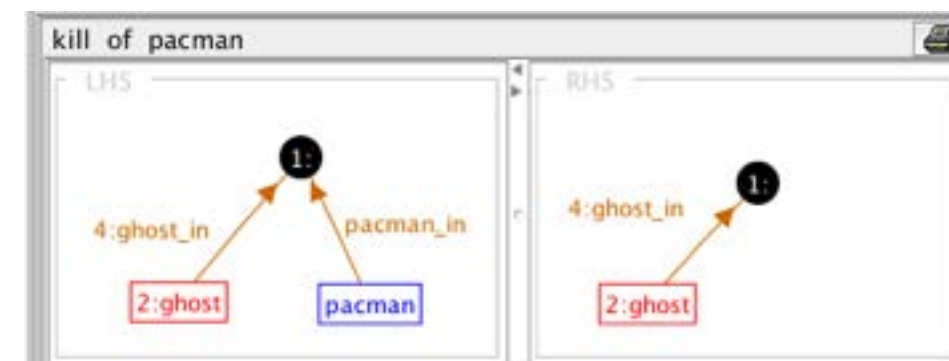 kill of pacman
LHS
1:
4:ghost_in
pacman_in
2:ghost
pacman
RHS
1:
4:ghost_in
2:ghost